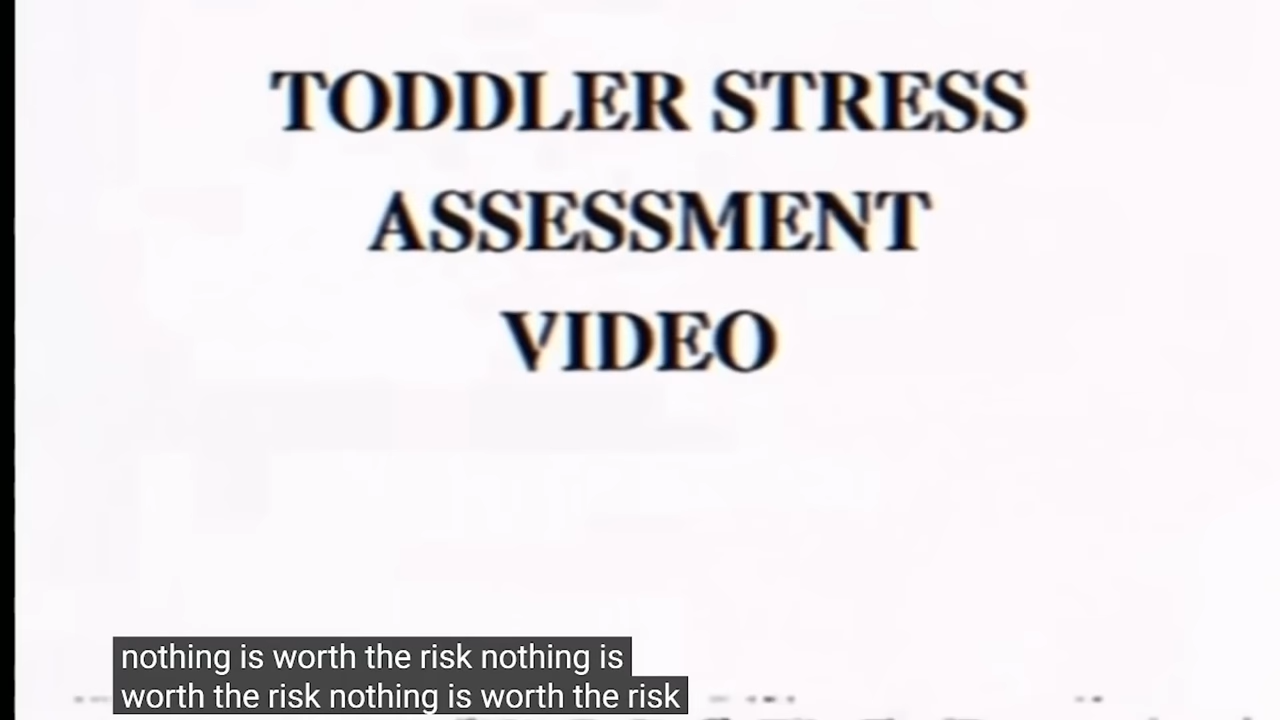 TODDLER STRESS
ASSESSMENT
VIDEO
nothing is worth the risk nothing is
worth the risk nothing is worth the risk